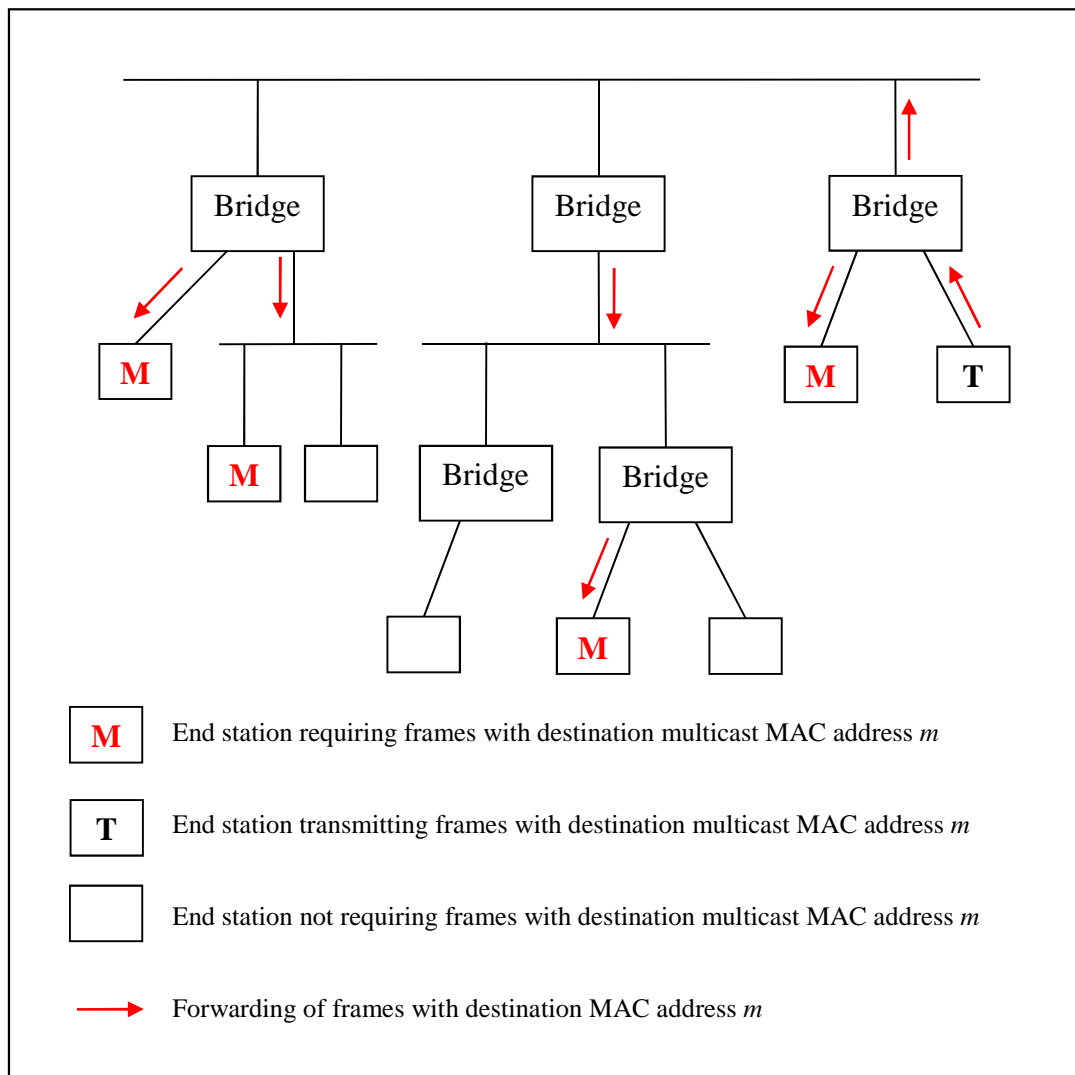 Bridge Bridge Bridge
M M T
M Bridge Bridge
M
M End station requiring frames with destination multicast MAC address m
T End station transmitting frames with destination multicast MAC address m
End station not requiring frames with destination multicast MAC address m
Forwarding of frames with destination MAC address m